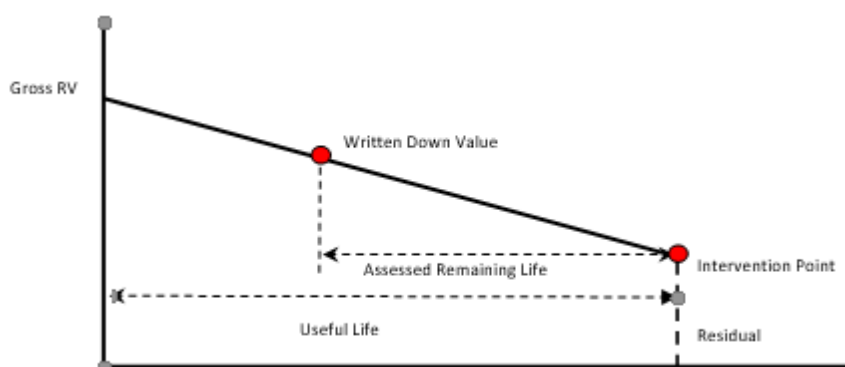 Gross RV
Written Down Value
Assessed Remaining Life
Intervention Point
Useful Life
Residual